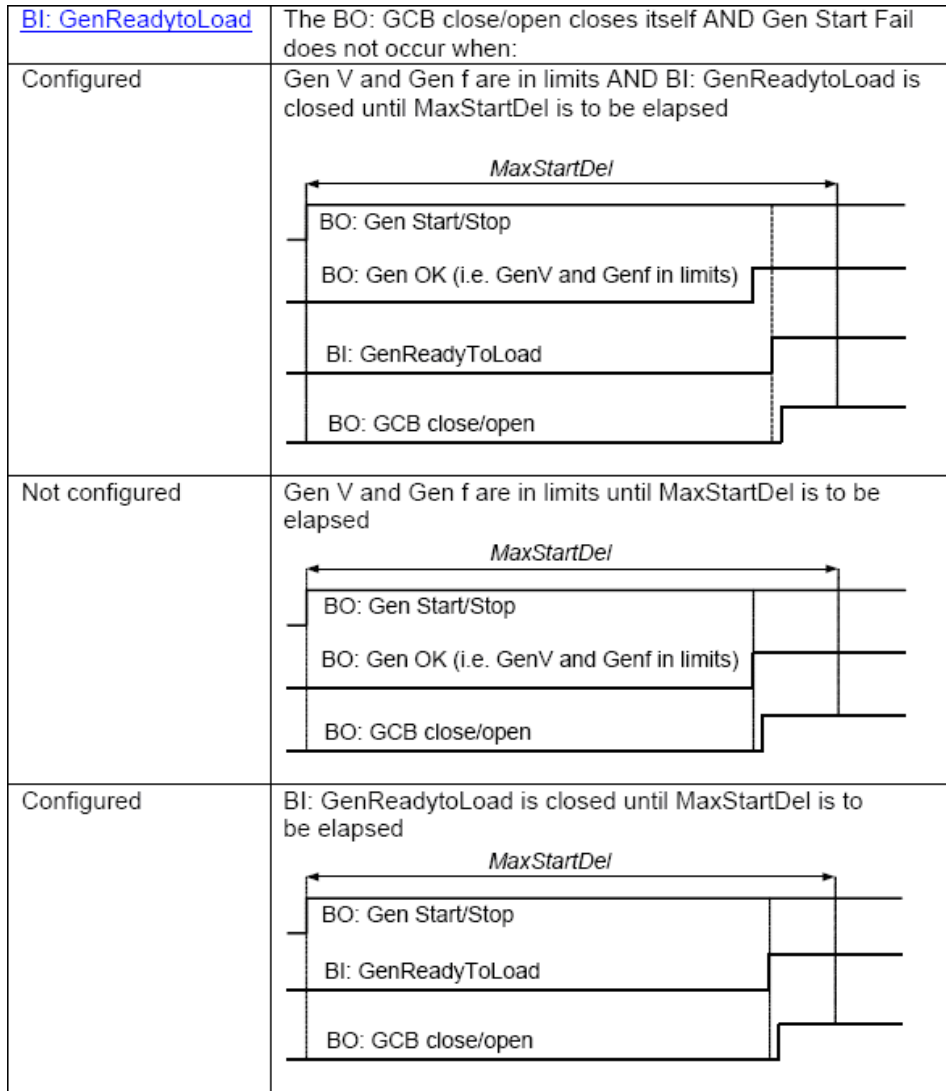 BI: GenReadytoLoad
The BO: GCB close/open closes itself AND Gen Start Fail
does not occur when:
Configured
Gen V and Gen f are in limits AND BI: GenReadytoLoad is
closed until MaxStartDel is to be elapsed
MaxStartDel
BO: Gen Start/Stop
BO: Gen OK (i.e. GenV and Genf in limits)
BI: GenReadyToLoad
BO: GCB close/open
Not configured
Gen V and Gen f are in limits until MaxStartDel is to be
elapsed
MaxStartDel
BO: Gen Start/Stop
BO: Gen OK (i.e. GenV and Genf in limits)
BO: GCB close/open
Configured
BI: GenReadytoLoad is closed until MaxStartDel is to
be elapsed
MaxStartDel
BO: Gen Start/Stop
BI: GenReadyToLoad
BO: GCB close/open